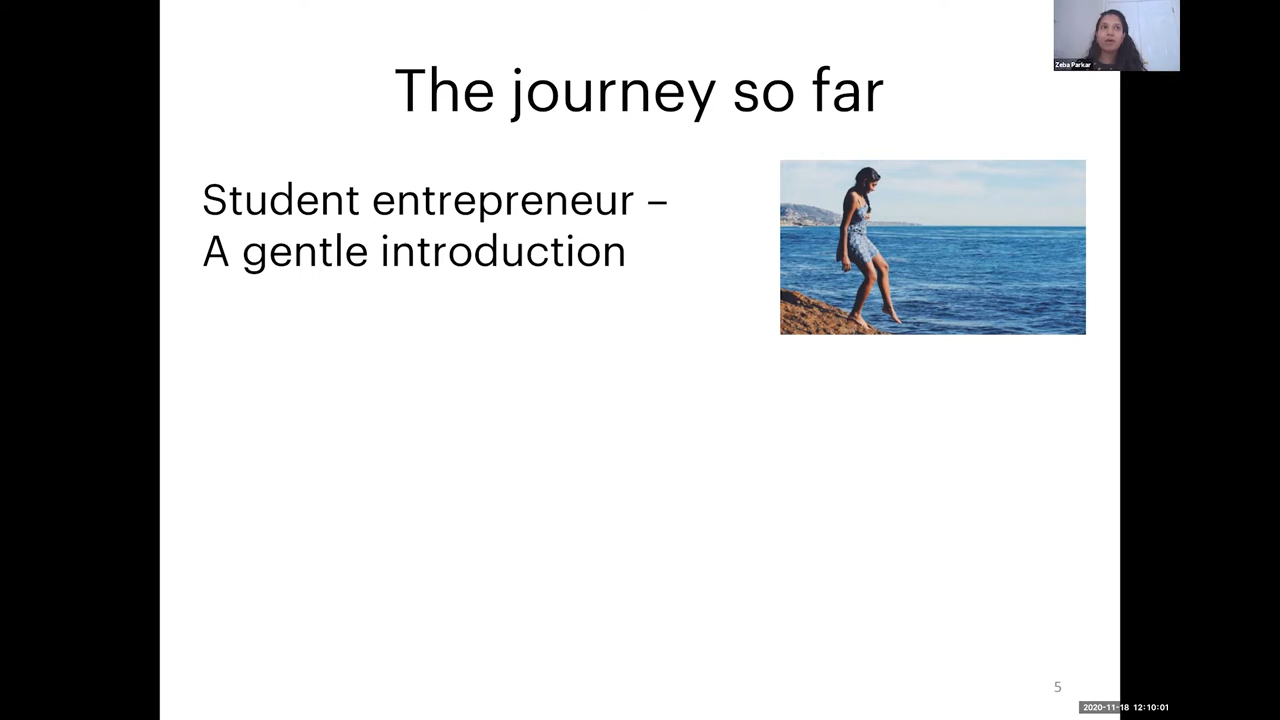 Zeba Parkar
The journey so far
Student entrepreneur –
A gentle introduction
5
2020-11-18 12:10:01